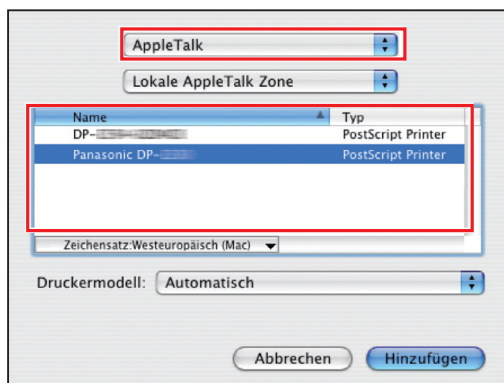 AppleTalk
Lokale AppleTalk Zone
Name Typ
DP- PostScript Printer
Panasonic DP- PostScript Printer
Zeichensatz:Westeuropäisch (Mac)
Druckermodell: Automatisch
Abbrechen Hinzufügen